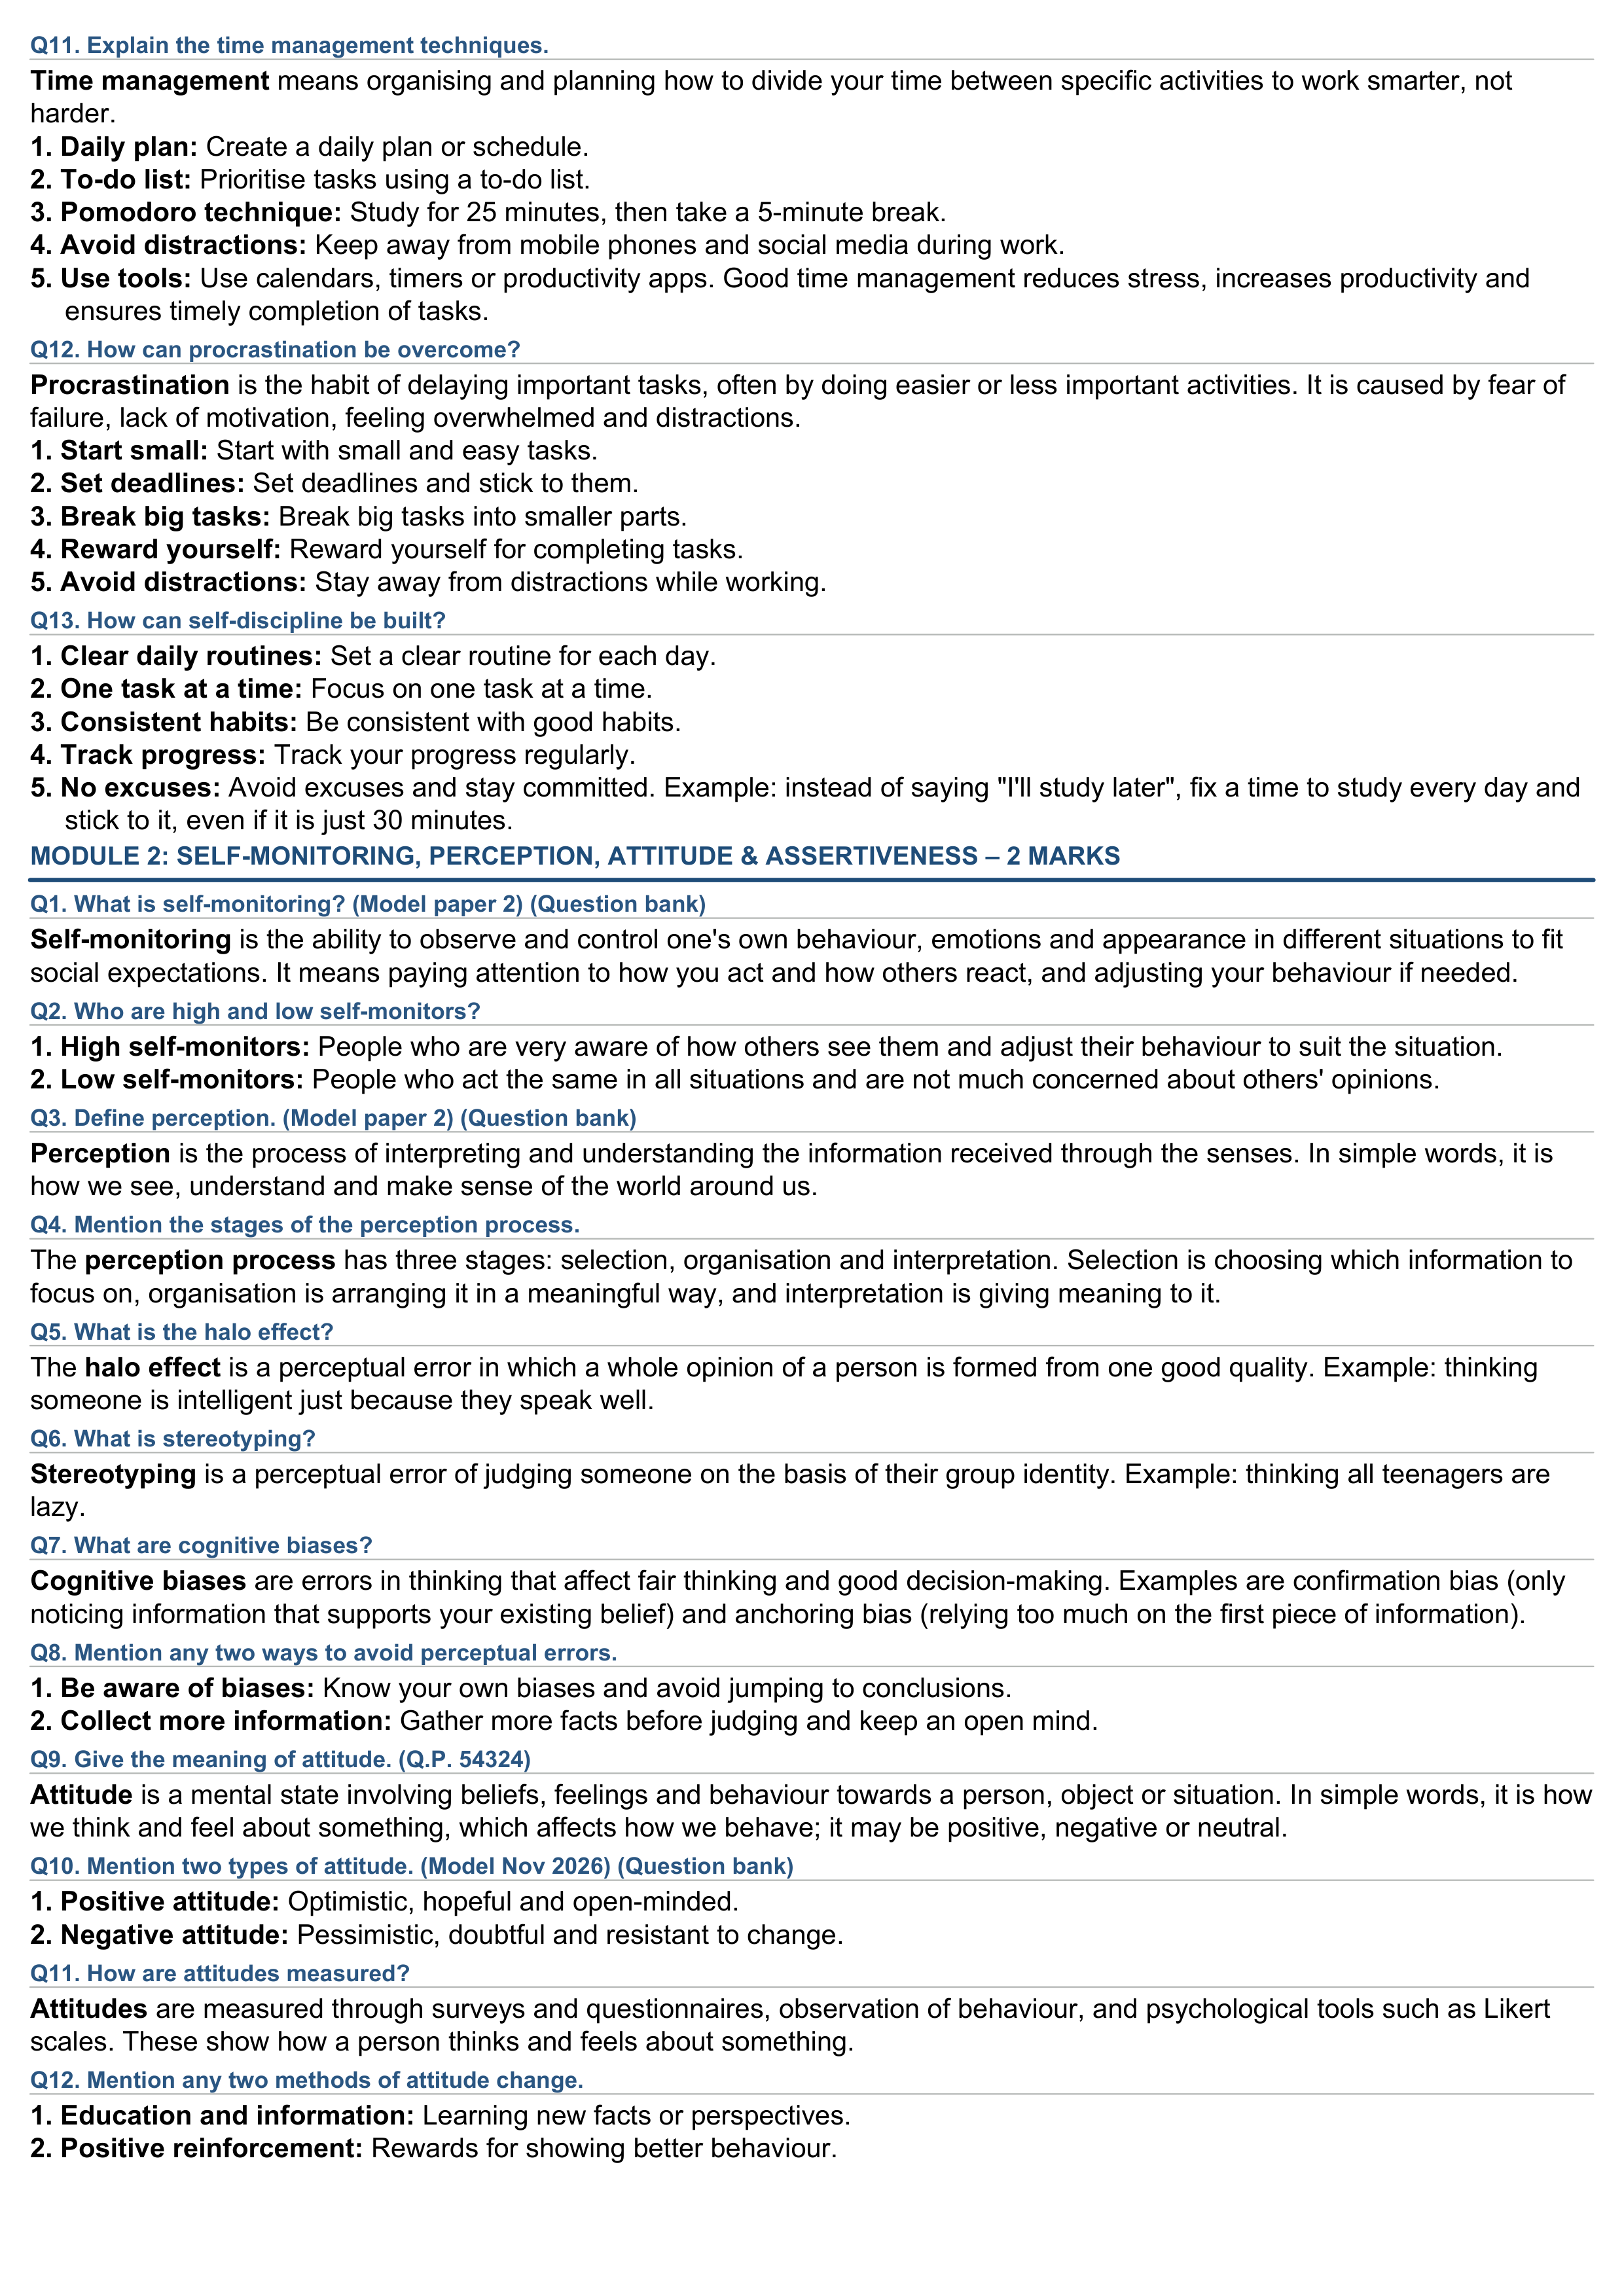 Q11. Explain the time management techniques.
Time management means organising and planning how to divide your time between specific activities to work smarter, not
harder.
1. Daily plan: Create a daily plan or schedule.
2. To-do list: Prioritise tasks using a to-do list.
3. Pomodoro technique: Study for 25 minutes, then take a 5-minute break.
4. Avoid distractions: Keep away from mobile phones and social media during work.
5. Use tools: Use calendars, timers or productivity apps. Good time management reduces stress, increases productivity and
ensures timely completion of tasks.
Q12. How can procrastination be overcome?
Procrastination is the habit of delaying important tasks, often by doing easier or less important activities. It is caused by fear of
failure, lack of motivation, feeling overwhelmed and distractions.
1. Start small: Start with small and easy tasks.
2. Set deadlines: Set deadlines and stick to them.
3. Break big tasks: Break big tasks into smaller parts.
4. Reward yourself: Reward yourself for completing tasks.
5. Avoid distractions: Stay away from distractions while working.
Q13. How can self-discipline be built?
1. Clear daily routines: Set a clear routine for each day.
2. One task at a time: Focus on one task at a time.
3. Consistent habits: Be consistent with good habits.
4. Track progress: Track your progress regularly.
5. No excuses: Avoid excuses and stay committed. Example: instead of saying "I'll study later", fix a time to study every day and
stick to it, even if it is just 30 minutes.
MODULE 2: SELF-MONITORING, PERCEPTION, ATTITUDE & ASSERTIVENESS – 2 MARKS
Q1. What is self-monitoring? (Model paper 2) (Question bank)
Self-monitoring is the ability to observe and control one's own behaviour, emotions and appearance in different situations to fit
social expectations. It means paying attention to how you act and how others react, and adjusting your behaviour if needed.
Q2. Who are high and low self-monitors?
1. High self-monitors: People who are very aware of how others see them and adjust their behaviour to suit the situation.
2. Low self-monitors: People who act the same in all situations and are not much concerned about others' opinions.
Q3. Define perception. (Model paper 2) (Question bank)
Perception is the process of interpreting and understanding the information received through the senses. In simple words, it is
how we see, understand and make sense of the world around us.
Q4. Mention the stages of the perception process.
The perception process has three stages: selection, organisation and interpretation. Selection is choosing which information to
focus on, organisation is arranging it in a meaningful way, and interpretation is giving meaning to it.
Q5. What is the halo effect?
The halo effect is a perceptual error in which a whole opinion of a person is formed from one good quality. Example: thinking
someone is intelligent just because they speak well.
Q6. What is stereotyping?
Stereotyping is a perceptual error of judging someone on the basis of their group identity. Example: thinking all teenagers are
lazy.
Q7. What are cognitive biases?
Cognitive biases are errors in thinking that affect fair thinking and good decision-making. Examples are confirmation bias (only
noticing information that supports your existing belief) and anchoring bias (relying too much on the first piece of information).
Q8. Mention any two ways to avoid perceptual errors.
1. Be aware of biases: Know your own biases and avoid jumping to conclusions.
2. Collect more information: Gather more facts before judging and keep an open mind.
Q9. Give the meaning of attitude. (Q.P. 54324)
Attitude is a mental state involving beliefs, feelings and behaviour towards a person, object or situation. In simple words, it is how
we think and feel about something, which affects how we behave; it may be positive, negative or neutral.
Q10. Mention two types of attitude. (Model Nov 2026) (Question bank)
1. Positive attitude: Optimistic, hopeful and open-minded.
2. Negative attitude: Pessimistic, doubtful and resistant to change.
Q11. How are attitudes measured?
Attitudes are measured through surveys and questionnaires, observation of behaviour, and psychological tools such as Likert
scales. These show how a person thinks and feels about something.
Q12. Mention any two methods of attitude change.
1. Education and information: Learning new facts or perspectives.
2. Positive reinforcement: Rewards for showing better behaviour.